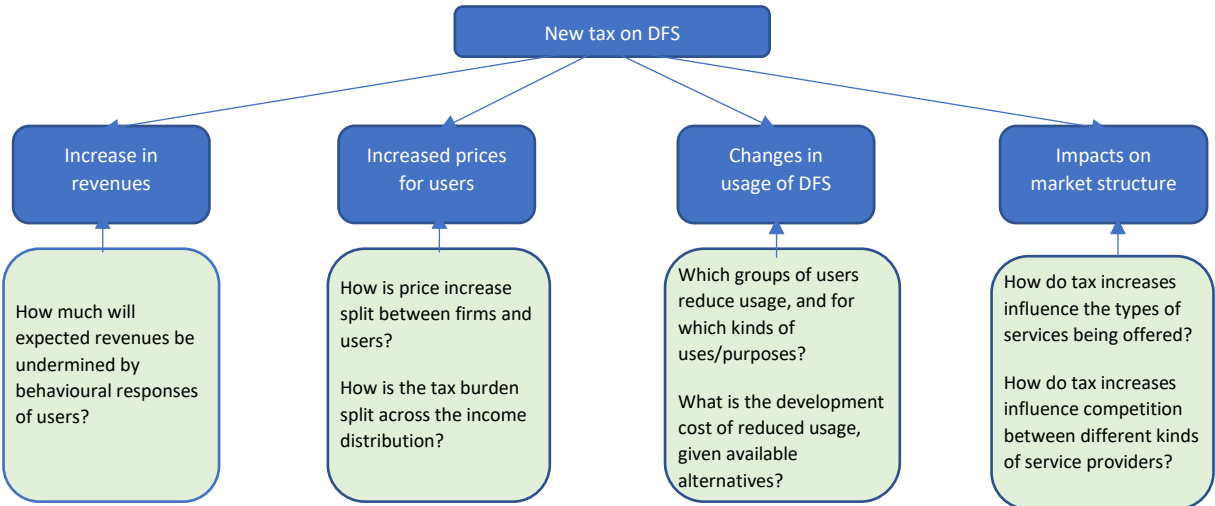 New tax on DFS
Increase in
revenues
Increased prices
for users
Changes in
usage of DFS
Impacts on
market structure
How much will
expected revenues be
undermined by
behavioural responses
of users?
How is price increase
split between firms and
users?
How is the tax burden
split across the income
distribution?
Which groups of users
reduce usage, and for
which kinds of
uses/purposes?
What is the development
cost of reduced usage,
given available
alternatives?
How do tax increases
influence the types of
services being offered?
How do tax increases
influence competition
between different kinds
of service providers?